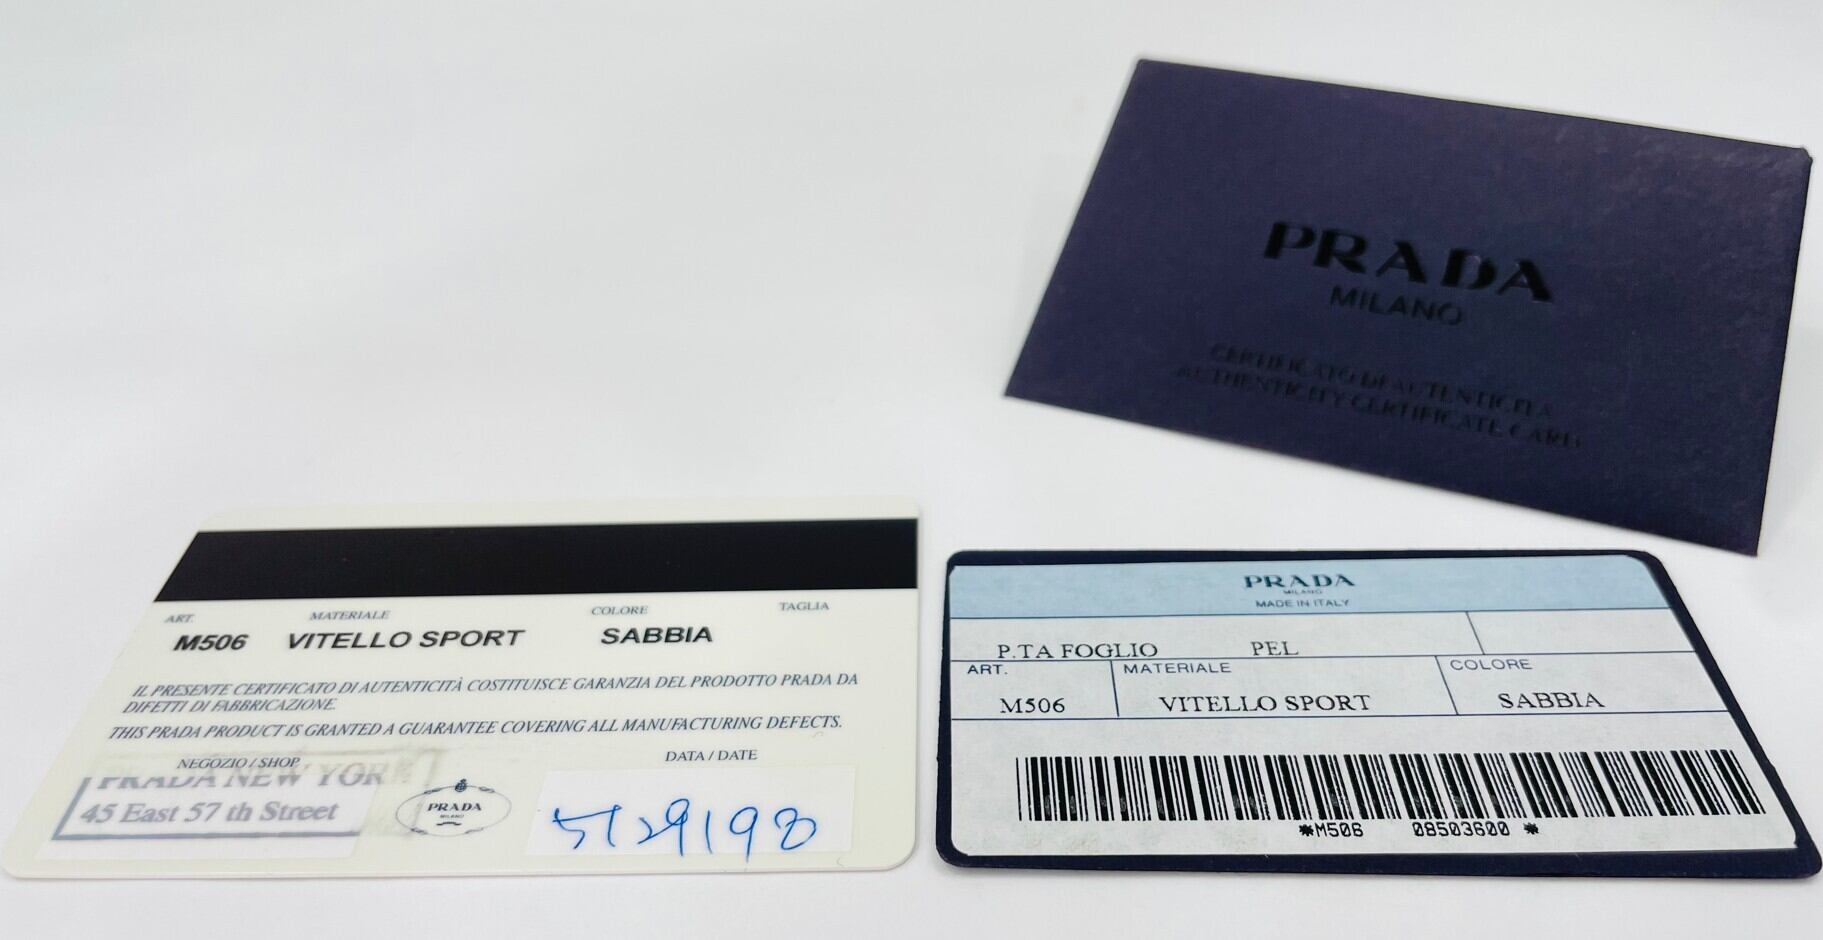 PRADA
MILANO
CERTIFICATO DI AUTENTICITA
AUTHENTICITY CERTIFICATE CARD
ART. MATERIALE COLORE TAGLIA
M506 VITELLO SPORT SABBIA
IL PRESENTE CERTIFICATO DI AUTENTICITÀ COSTITUISCE GARANZIA DEL PRODOTTO PRADA DA
DIFETTI DI FABBRICAZIONE.
THIS PRADA PRODUCT IS GRANTED A GUARANTEE COVERING ALL MANUFACTURING DEFECTS.
NEGOZIO / SHOP DATA / DATE
PRADA NEW YORK
45 East 57 th Street
PRADA
MILANO
5/29/98
PRADA
MILANO
MADE IN ITALY
P.TA FOGLIO PEL
ART. MATERIALE COLORE
M506 VITELLO SPORT SABBIA
*M506 08503600 *